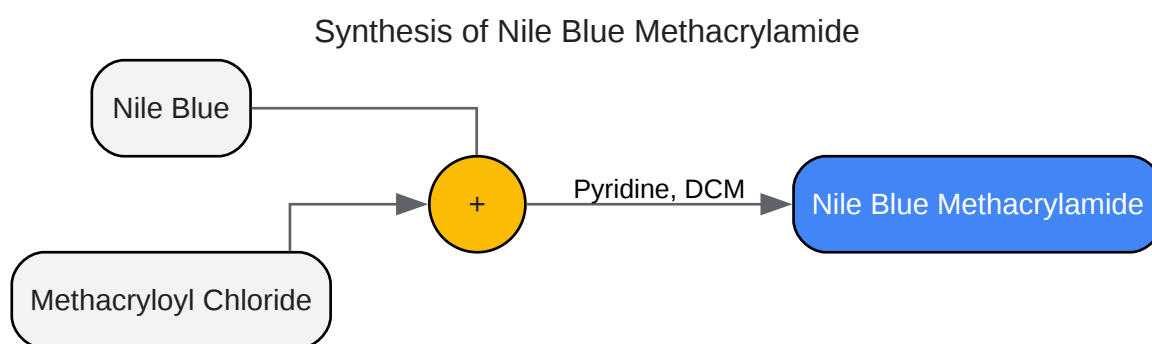 Synthesis of Nile Blue Methacrylamide
Nile Blue
+
Pyridine, DCM
Nile Blue Methacrylamide
Methacryloyl Chloride